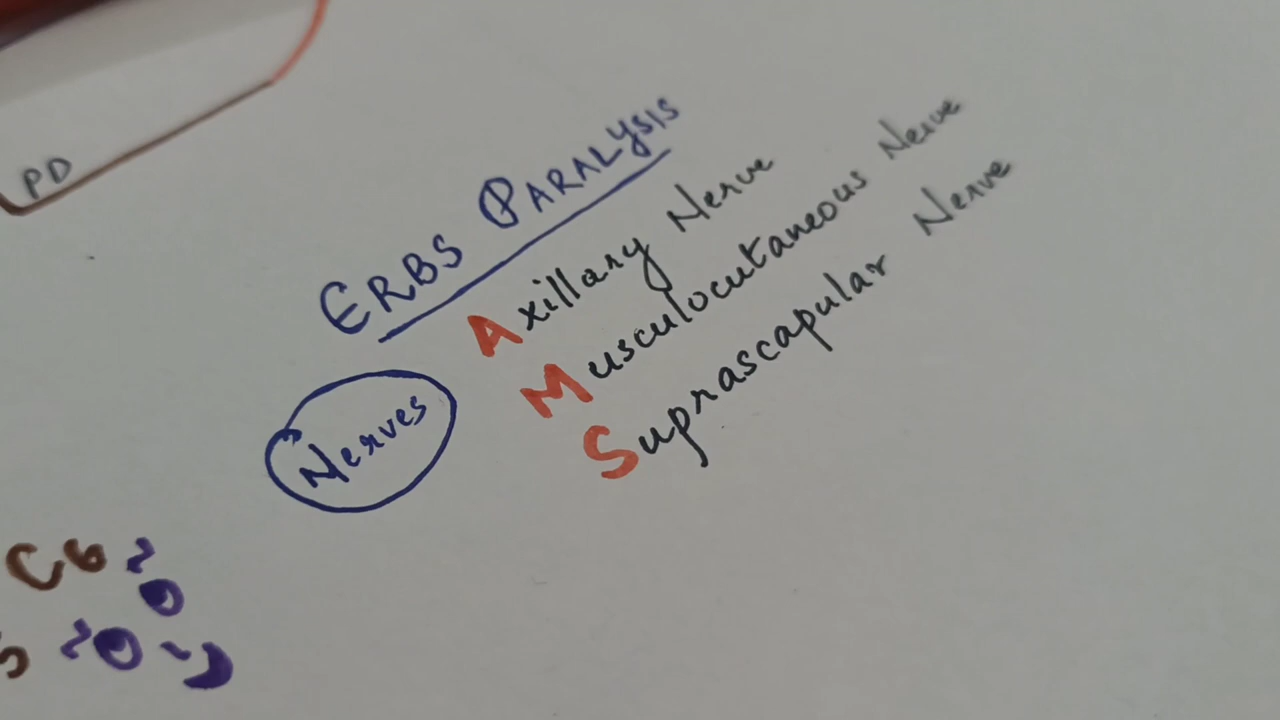 PD
ERBS PARALYSIS
Axillary Nerve
Musculocutaneous Nerve
Suprascapular Nerve
Nerves
C6